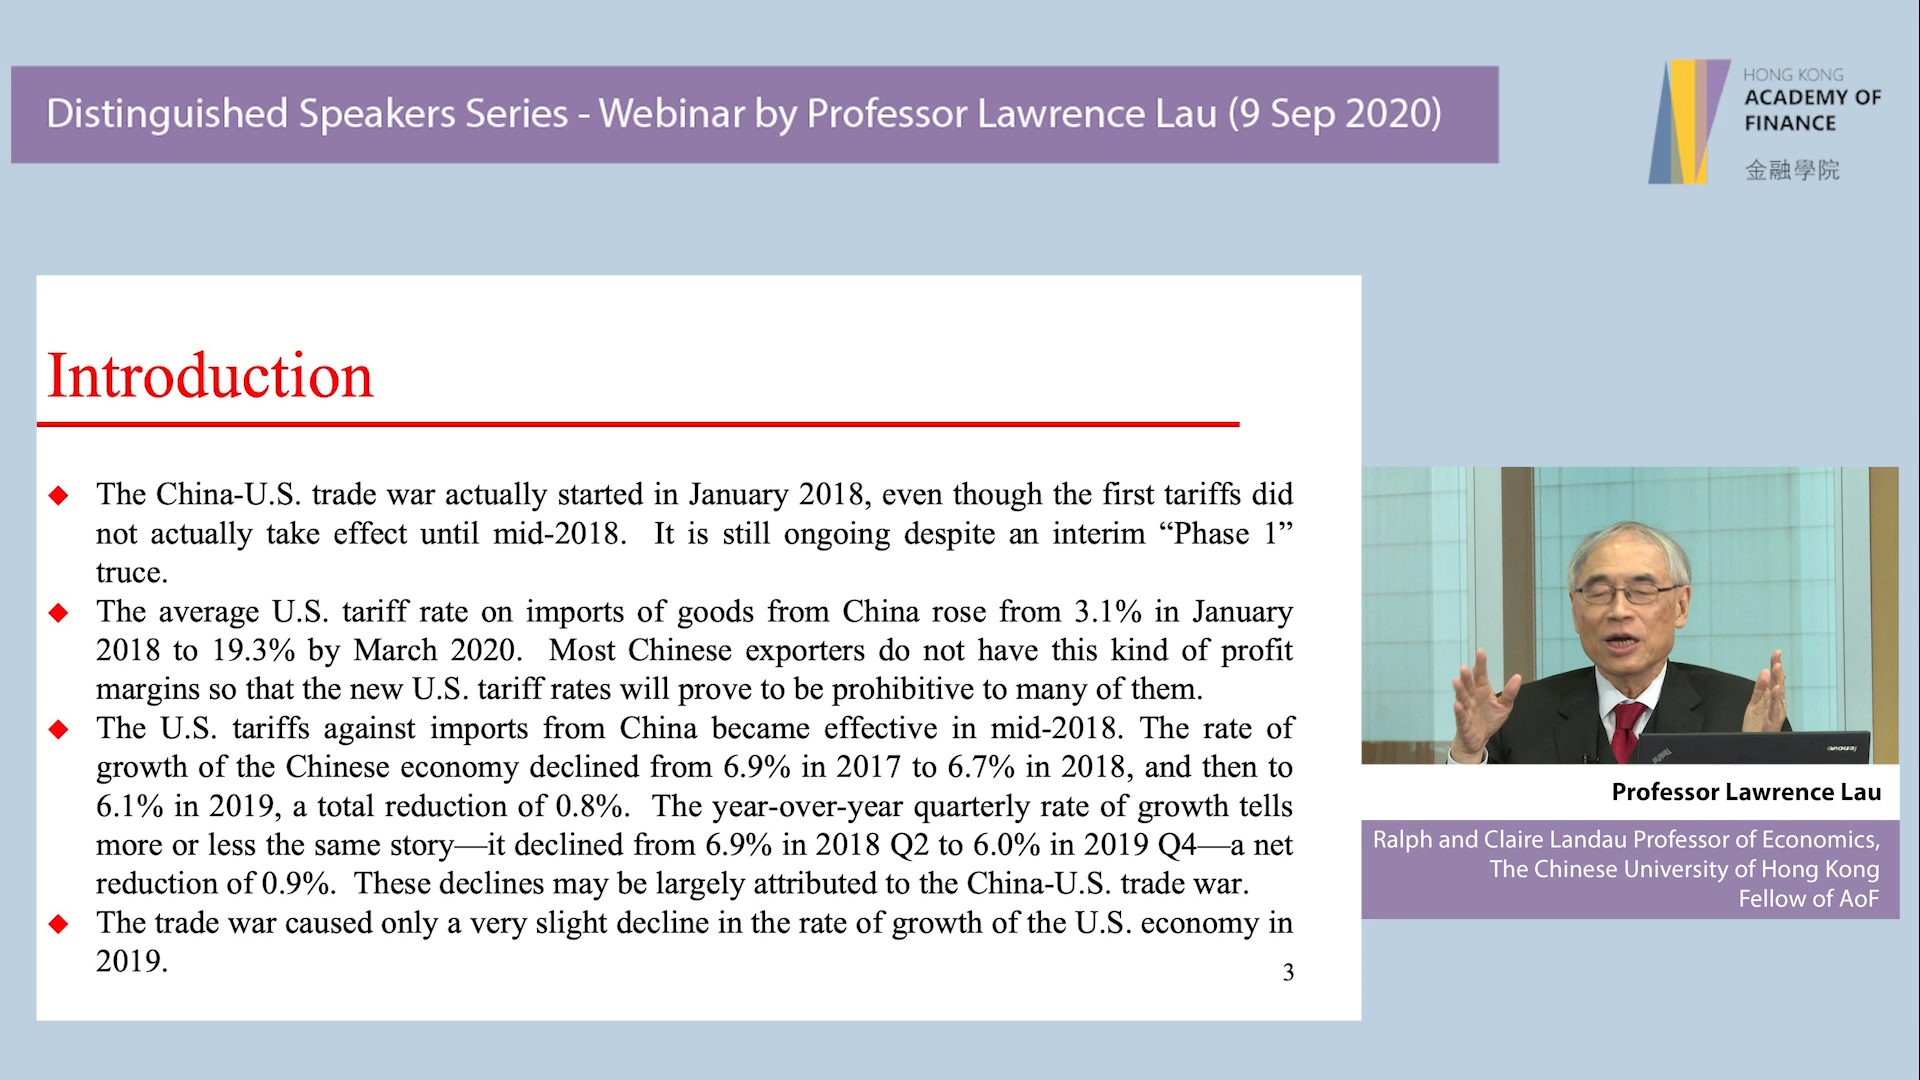 Distinguished Speakers Series - Webinar by Professor Lawrence Lau (9 Sep 2020)
HONG KONG
ACADEMY OF
FINANCE
金融學院
Introduction
The China-U.S. trade war actually started in January 2018, even though the first tariffs did
not actually take effect until mid-2018. It is still ongoing despite an interim “Phase 1”
truce.
The average U.S. tariff rate on imports of goods from China rose from 3.1% in January
2018 to 19.3% by March 2020. Most Chinese exporters do not have this kind of profit
margins so that the new U.S. tariff rates will prove to be prohibitive to many of them.
The U.S. tariffs against imports from China became effective in mid-2018. The rate of
growth of the Chinese economy declined from 6.9% in 2017 to 6.7% in 2018, and then to
6.1% in 2019, a total reduction of 0.8%. The year-over-year quarterly rate of growth tells
more or less the same story—it declined from 6.9% in 2018 Q2 to 6.0% in 2019 Q4—a net
reduction of 0.9%. These declines may be largely attributed to the China-U.S. trade war.
The trade war caused only a very slight decline in the rate of growth of the U.S. economy in
2019.
3
ThinkPad
lenovo
Professor Lawrence Lau
Ralph and Claire Landau Professor of Economics,
The Chinese University of Hong Kong
Fellow of AoF